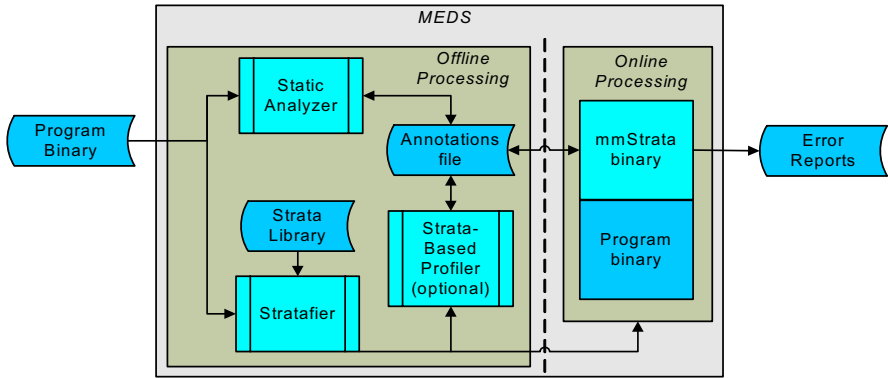 MEDS
Offline
Processing
Online
Processing
Static
Analyzer
Program
Binary
Annotations
file
mmStrata
binary
Error
Reports
Strata
Library
Strata-
Based
Profiler
(optional)
Program
binary
Stratafier